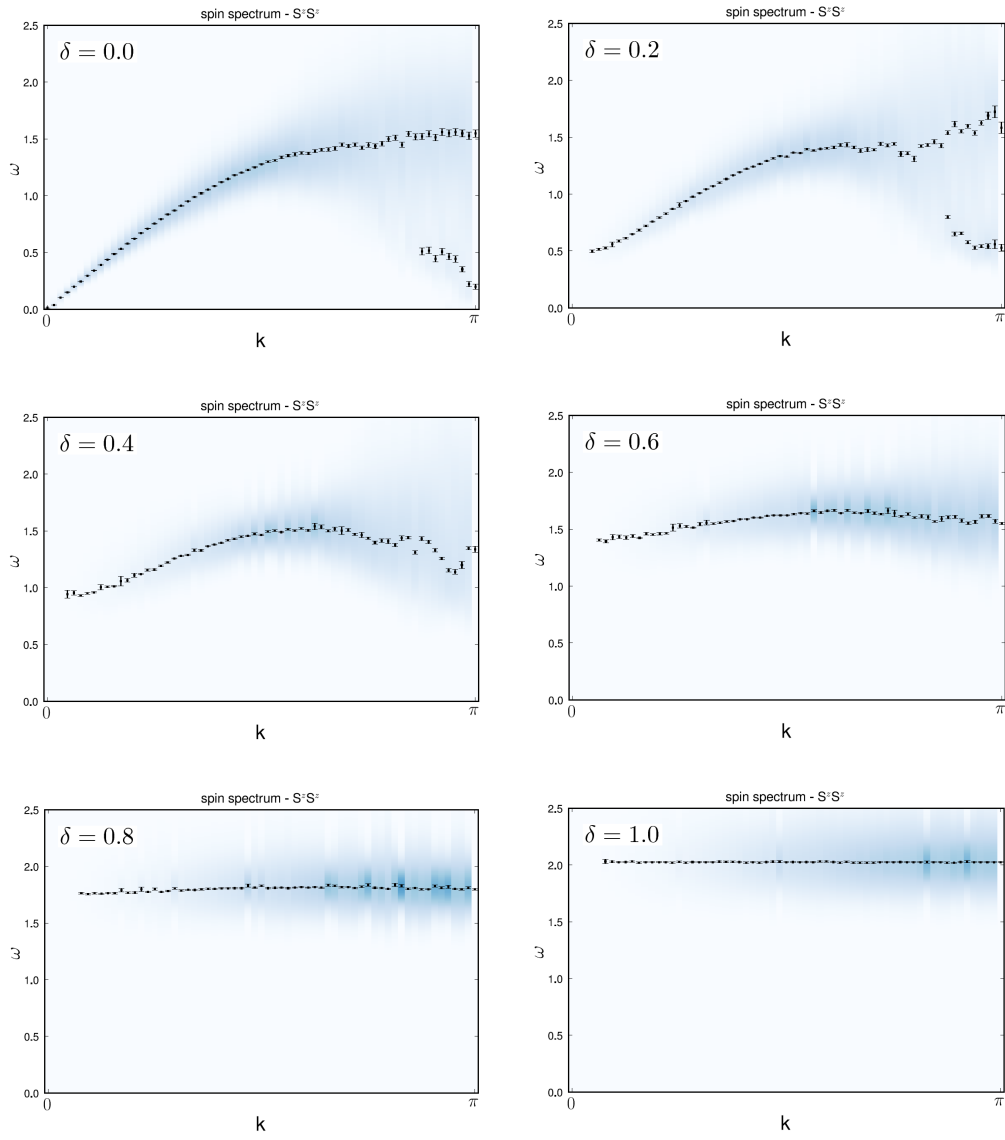 spin spectrum - SᶻSᶻ
δ = 0.0
2.5
2.0
1.5
1.0
0.5
0.0
ω
0
π
k
spin spectrum - SᶻSᶻ
δ = 0.2
2.5
2.0
1.5
1.0
0.5
0.0
ω
0
π
k
spin spectrum - SᶻSᶻ
δ = 0.4
2.5
2.0
1.5
1.0
0.5
0.0
ω
0
π
k
spin spectrum - SᶻSᶻ
δ = 0.6
2.5
2.0
1.5
1.0
0.5
0.0
ω
0
π
k
spin spectrum - SᶻSᶻ
δ = 0.8
2.5
2.0
1.5
1.0
0.5
0.0
ω
0
π
k
spin spectrum - SᶻSᶻ
δ = 1.0
2.5
2.0
1.5
1.0
0.5
0.0
ω
0
π
k